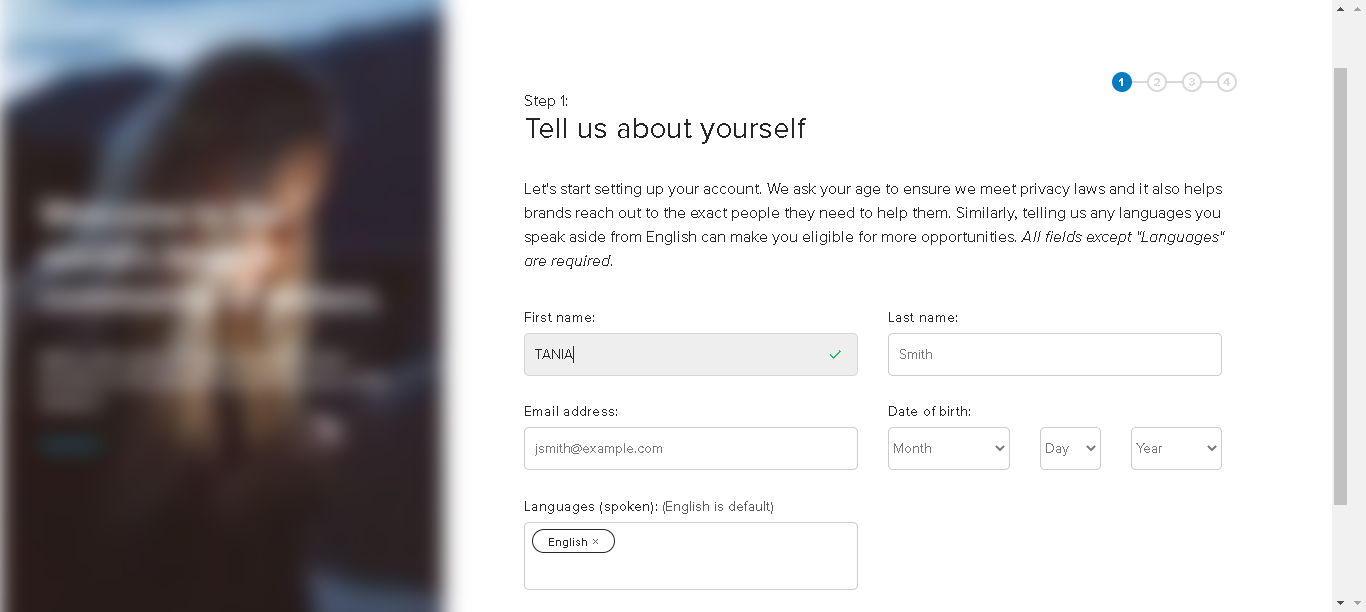 1 2 3 4
Step 1:
Tell us about yourself
Let's start setting up your account. We ask your age to ensure we meet privacy laws and it also helps
brands reach out to the exact people they need to help them. Similarly, telling us any languages you
speak aside from English can make you eligible for more opportunities. All fields except "Languages"
are required.
First name: Last name:
TANIA Smith
Email address: Date of birth:
jsmith@example.com Month Day Year
Languages (spoken): (English is default)
English ×